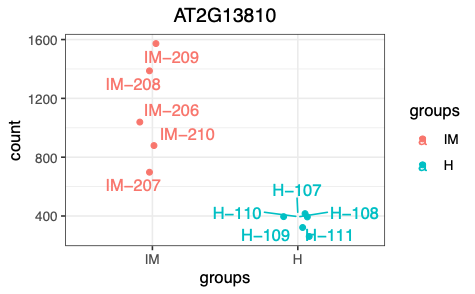 AT2G13810
1600
1200
800
400
count
IM−209
IM−208
IM−206
IM−210
IM−207
H−107
H−110
H−108
H−109
H−111
IM
H
groups
groups
a IM
a H